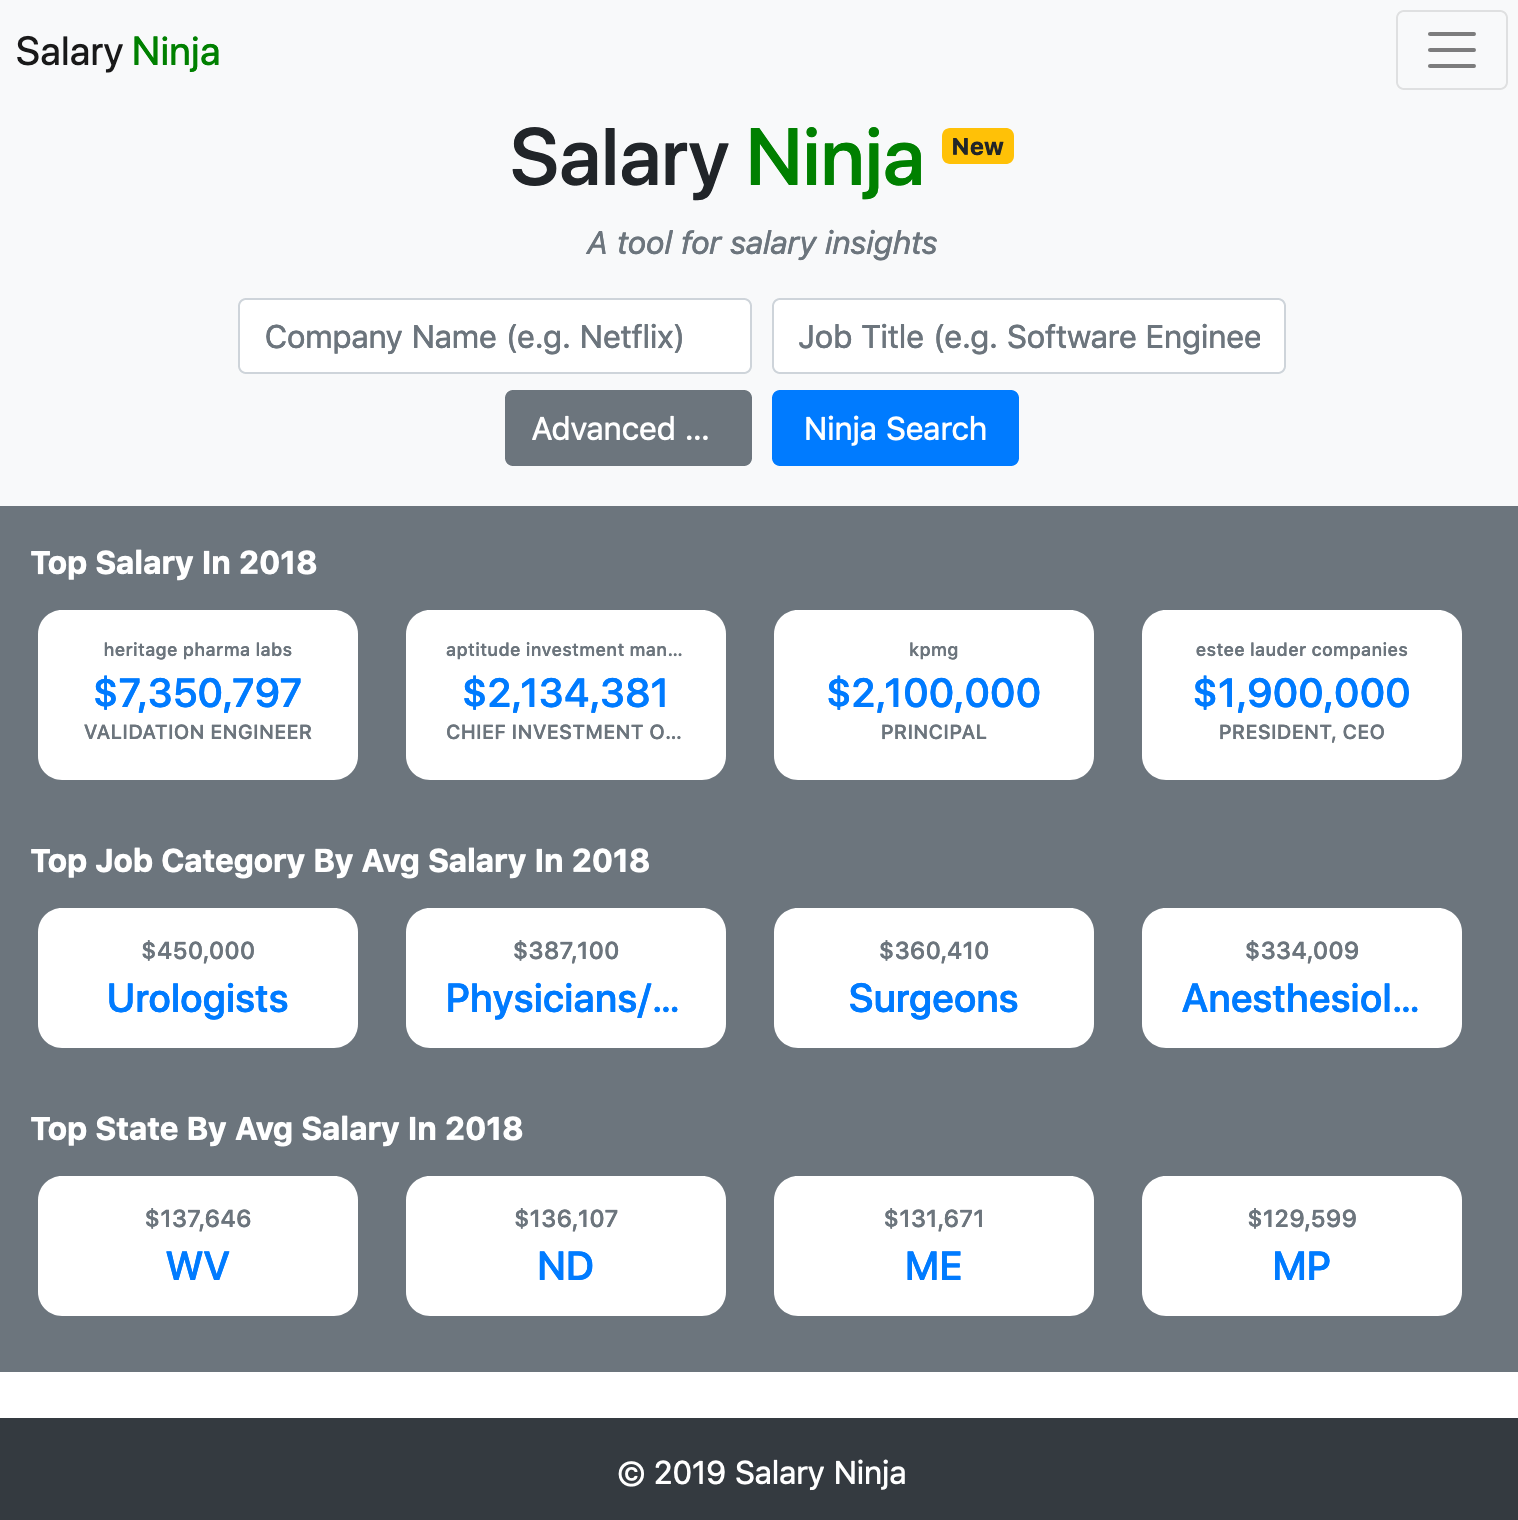 Salary Ninja
Salary Ninja New
A tool for salary insights
Company Name (e.g. Netflix) Job Title (e.g. Software Enginee
Advanced ... Ninja Search
Top Salary In 2018
heritage pharma labs
$7,350,797
VALIDATION ENGINEER
aptitude investment man...
$2,134,381
CHIEF INVESTMENT O...
kpmg
$2,100,000
PRINCIPAL
estee lauder companies
$1,900,000
PRESIDENT, CEO
Top Job Category By Avg Salary In 2018
$450,000
Urologists
$387,100
Physicians/...
$360,410
Surgeons
$334,009
Anesthesiol...
Top State By Avg Salary In 2018
$137,646
WV
$136,107
ND
$131,671
ME
$129,599
MP
© 2019 Salary Ninja